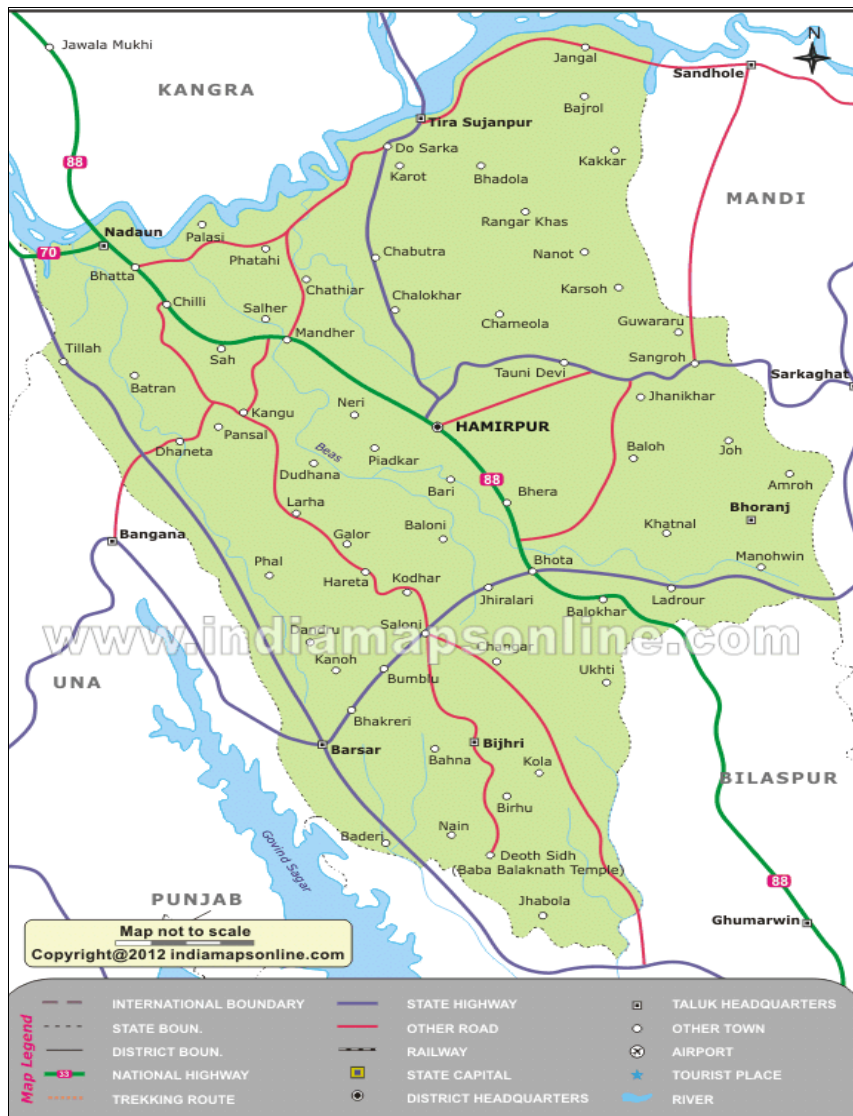 Jawala Mukhi
KANGRA
N
Jangal
Sandhole
Bajrol
Tira Sujanpur
88
Do Sarka
Kakkar
Karot
Bhadola
MANDI
Rangar Khas
Palasi
Nadaun
70
Phatahi
Chabutra
Nanot
Bhatta
Chathiar
Karsoh
Chilli
Salher
Chalokhar
Chameola
Guwararu
Mandher
Tillah
Sah
Tauni Devi
Sangroh
Sarkaghat
Batran
Jhanikhar
Neri
Kangu
HAMIRPUR
Pansal
Dhaneta
Beas
Piadkar
Baloh
Joh
Dudhana
88
Bari
Amroh
Larha
Bhera
Bhoranj
Baloni
Khatnal
Bangana
Galor
Phal
Bhota
Manohwin
Hareta
Kodhar
Jhiralari
Balokhar
Ladrour
www.indiamapsonline.com
Dandru
Saloni
Changar
Kanoh
Bumblu
Ukhti
UNA
Bhakreri
Barsar
Bijhri
Bahna
Kola
BILASPUR
Birhu
Nain
Baderi
Govind Sagar
Deoth Sidh
(Baba Balaknath Temple)
88
PUNJAB
Jhabola
Ghumarwin
Map not to scale
Copyright@2012 indiamapsonline.com
Map Legend
INTERNATIONAL BOUNDARY
STATE HIGHWAY
TALUK HEADQUARTERS
STATE BOUN.
OTHER ROAD
OTHER TOWN
DISTRICT BOUN.
RAILWAY
AIRPORT
33 NATIONAL HIGHWAY
STATE CAPITAL
TOURIST PLACE
TREKKING ROUTE
DISTRICT HEADQUARTERS
RIVER